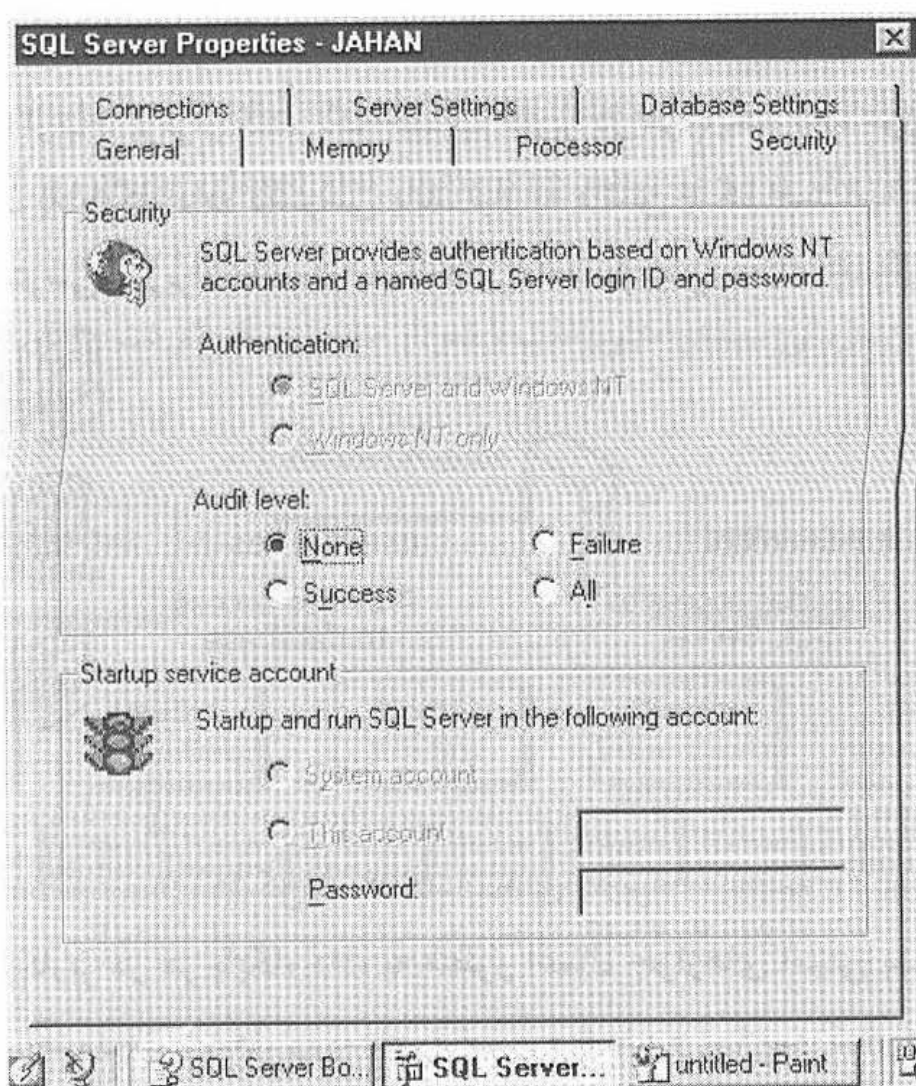 SQL Server Properties - JAHAN
Connections Server Settings Database Settings
General Memory Processor Security
Security
SQL Server provides authentication based on Windows NT
accounts and a named SQL Server login ID and password.
Authentication:
SQL Server and Windows NT
Windows NT only
Audit level:
None Failure
Success All
Startup service account
Startup and run SQL Server in the following account:
System account
This account
Password:
SQL Server Bo... SQL Server... untitled - Paint